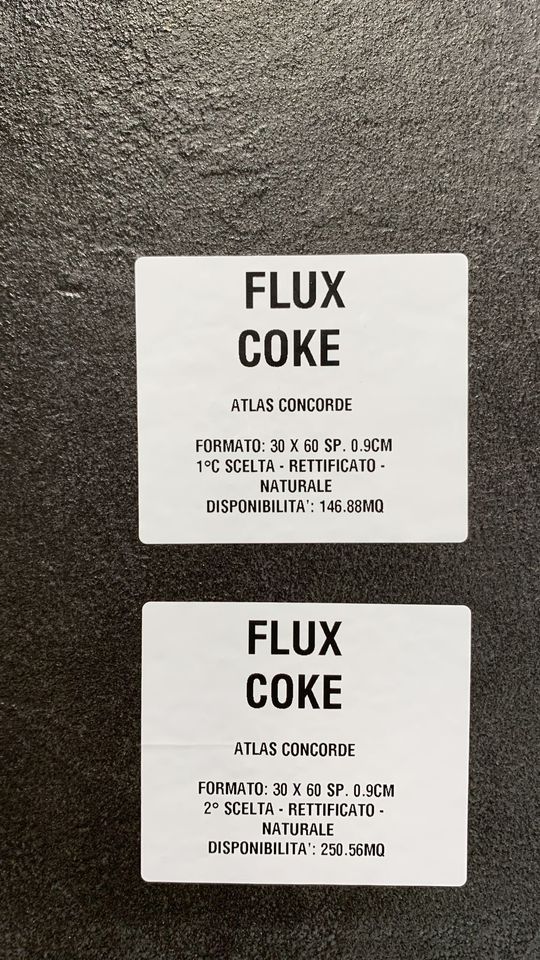 FLUX
COKE
ATLAS CONCORDE
FORMATO: 30 X 60 SP. 0.9CM
1°C SCELTA - RETTIFICATO -
NATURALE
DISPONIBILITA': 146.88MQ
FLUX
COKE
ATLAS CONCORDE
FORMATO: 30 X 60 SP. 0.9CM
2° SCELTA - RETTIFICATO -
NATURALE
DISPONIBILITA': 250.56MQ